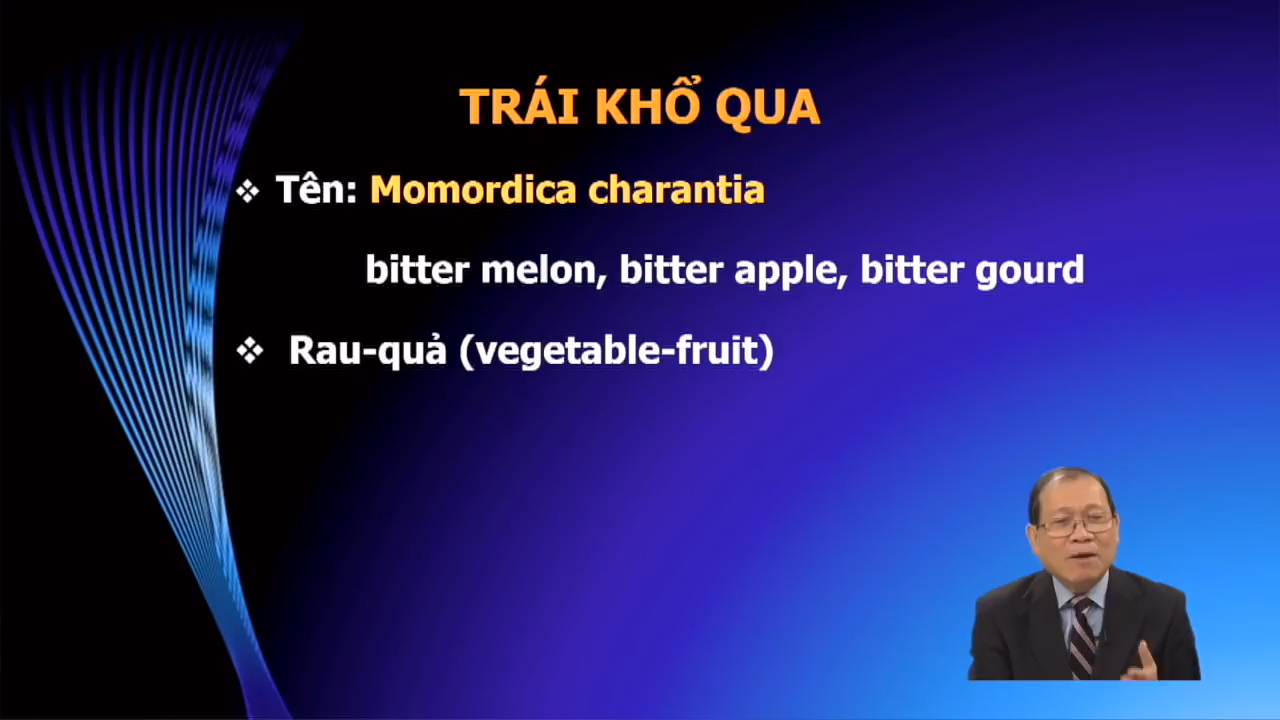 TRÁI KHỔ QUA
Tên: Momordica charantia
bitter melon, bitter apple, bitter gourd
Rau-quả (vegetable-fruit)